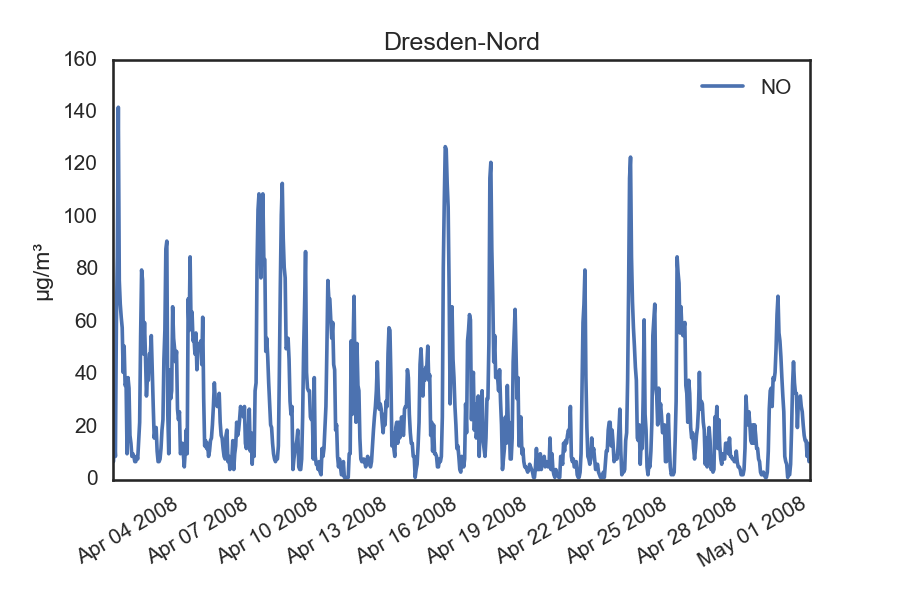 Dresden-Nord
NO
µg/m³
160
140
120
100
80
60
40
20
0
Apr 04 2008
Apr 07 2008
Apr 10 2008
Apr 13 2008
Apr 16 2008
Apr 19 2008
Apr 22 2008
Apr 25 2008
Apr 28 2008
May 01 2008